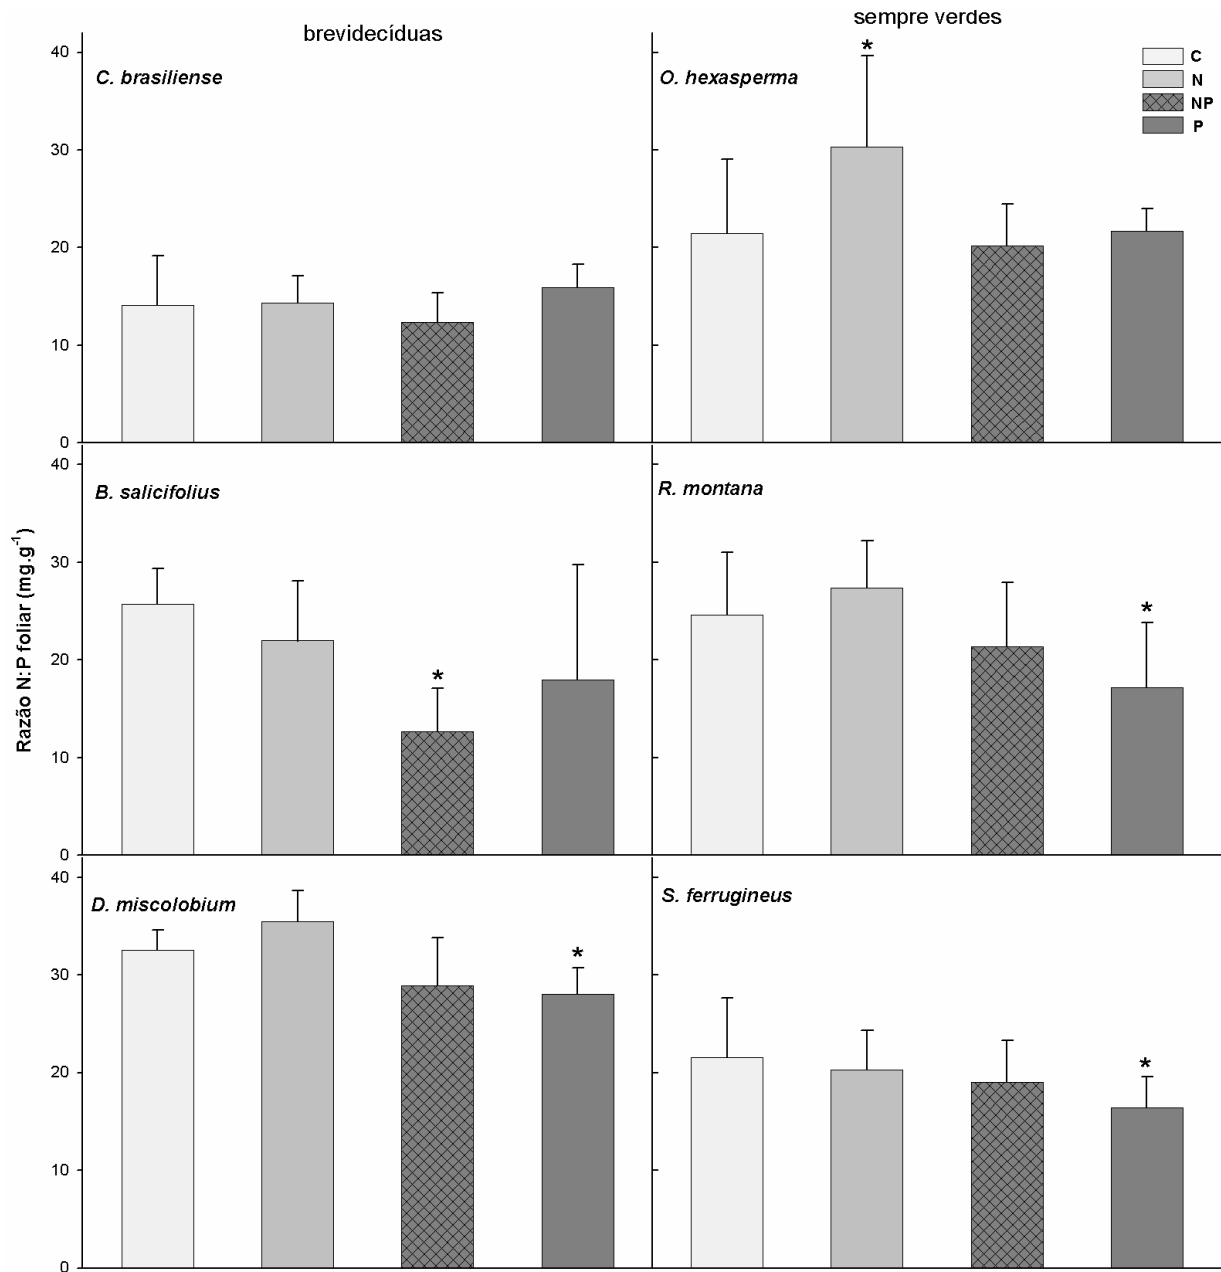 brevidecíduas
sempre verdes
40
C. brasiliense
*
O. hexasperma
C
N
NP
P
30
20
10
0
40
B. salicifolius
R. montana
30
*
*
20
10
0
Razão N:P foliar (mg.g⁻¹)
40
D. miscolobium
S. ferrugineus
*
30
20
*
10
0